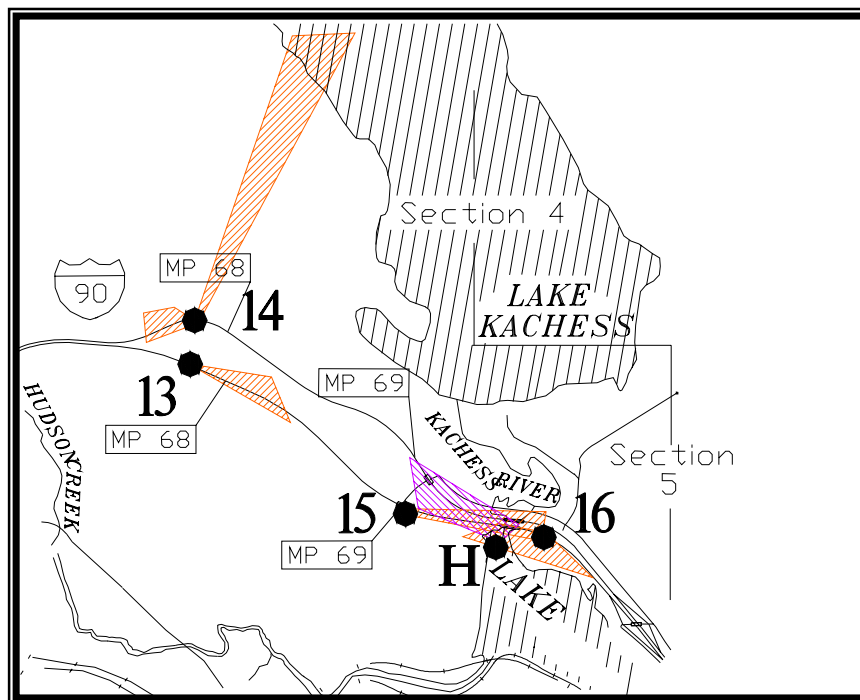 Section 4
MP 68
90
14
LAKE
KACHESS
13
MP 69
HUDSON
CREEK
MP 68
KACHESS
RIVER
Section
5
15
16
MP 69
H
LAKE